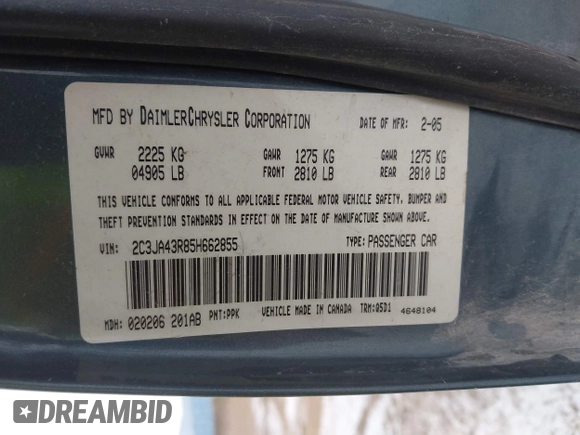 MFD BY DAIMLERCHRYSLER CORPORATION DATE OF MFR: 2-05
GVWR 2225 KG GAWR 1275 KG GAWR 1275 KG
04905 LB FRONT 2810 LB REAR 2810 LB
THIS VEHICLE CONFORMS TO ALL APPLICABLE FEDERAL MOTOR VEHICLE SAFETY, BUMPER AND
THEFT PREVENTION STANDARDS IN EFFECT ON THE DATE OF MANUFACTURE SHOWN ABOVE.
VIN: 2C3JA43R85H662855 TYPE: PASSENGER CAR
MDH: 020206 201AB PNT: PPK VEHICLE MADE IN CANADA TRM: 05D1 4648104
DREAMBID